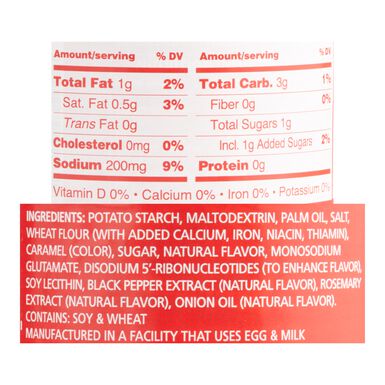 Amount/serving % DV Amount/serving % DV
Total Fat 1g 2% Total Carb. 3g 1%
Sat. Fat 0.5g 3% Fiber 0g 0%
Trans Fat 0g Total Sugars 1g
Cholesterol 0mg 0% Incl. 1g Added Sugars 2%
Sodium 200mg 9% Protein 0g
Vitamin D 0% • Calcium 0% • Iron 0% • Potassium 0%
INGREDIENTS: POTATO STARCH, MALTODEXTRIN, PALM OIL, SALT,
WHEAT FLOUR (WITH ADDED CALCIUM, IRON, NIACIN, THIAMIN),
CARAMEL (COLOR), SUGAR, NATURAL FLAVOR, MONOSODIUM
GLUTAMATE, DISODIUM 5'-RIBONUCLEOTIDES (TO ENHANCE FLAVOR),
SOY LECITHIN, BLACK PEPPER EXTRACT (NATURAL FLAVOR), ROSEMARY
EXTRACT (NATURAL FLAVOR), ONION OIL (NATURAL FLAVOR).
CONTAINS: SOY & WHEAT
MANUFACTURED IN A FACILITY THAT USES EGG & MILK